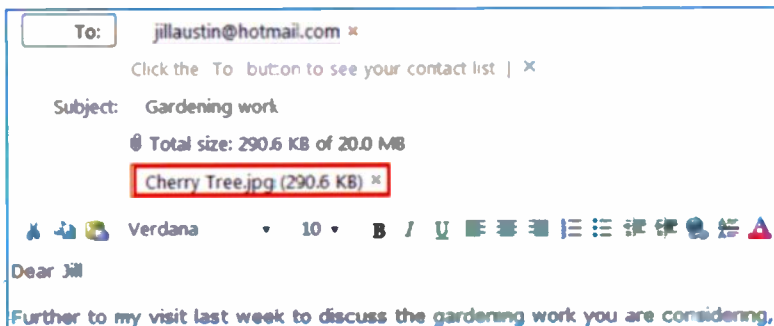 To: jillaustin@hotmail.com ×
Click the To button to see your contact list | ×
Subject: Gardening work
Total size: 290.6 KB of 20.0 MB
Cherry Tree.jpg (290.6 KB) ×
Verdana 10 B I U A
Dear Jill
Further to my visit last week to discuss the gardening work you are considering,